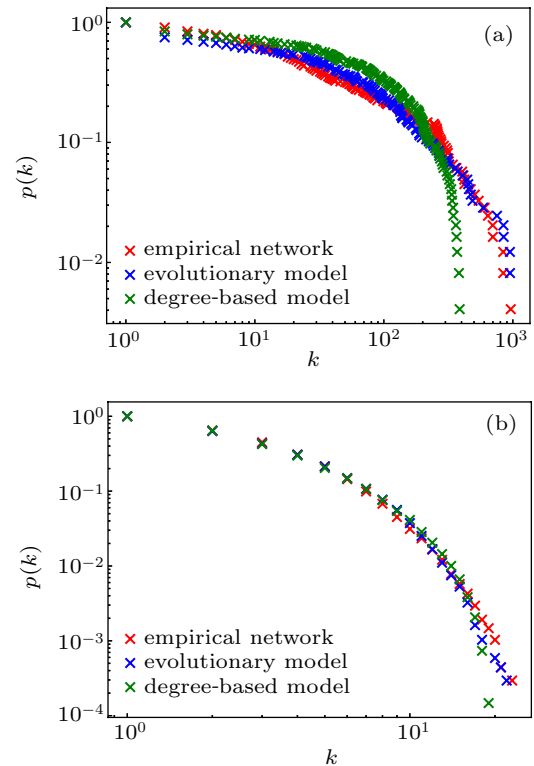 (a)
10^0
10^-1
10^-2
p(k)
empirical network
evolutionary model
degree-based model
10^0
10^1
10^2
10^3
k
(b)
10^0
10^-1
10^-2
10^-3
10^-4
p(k)
empirical network
evolutionary model
degree-based model
10^0
10^1
k